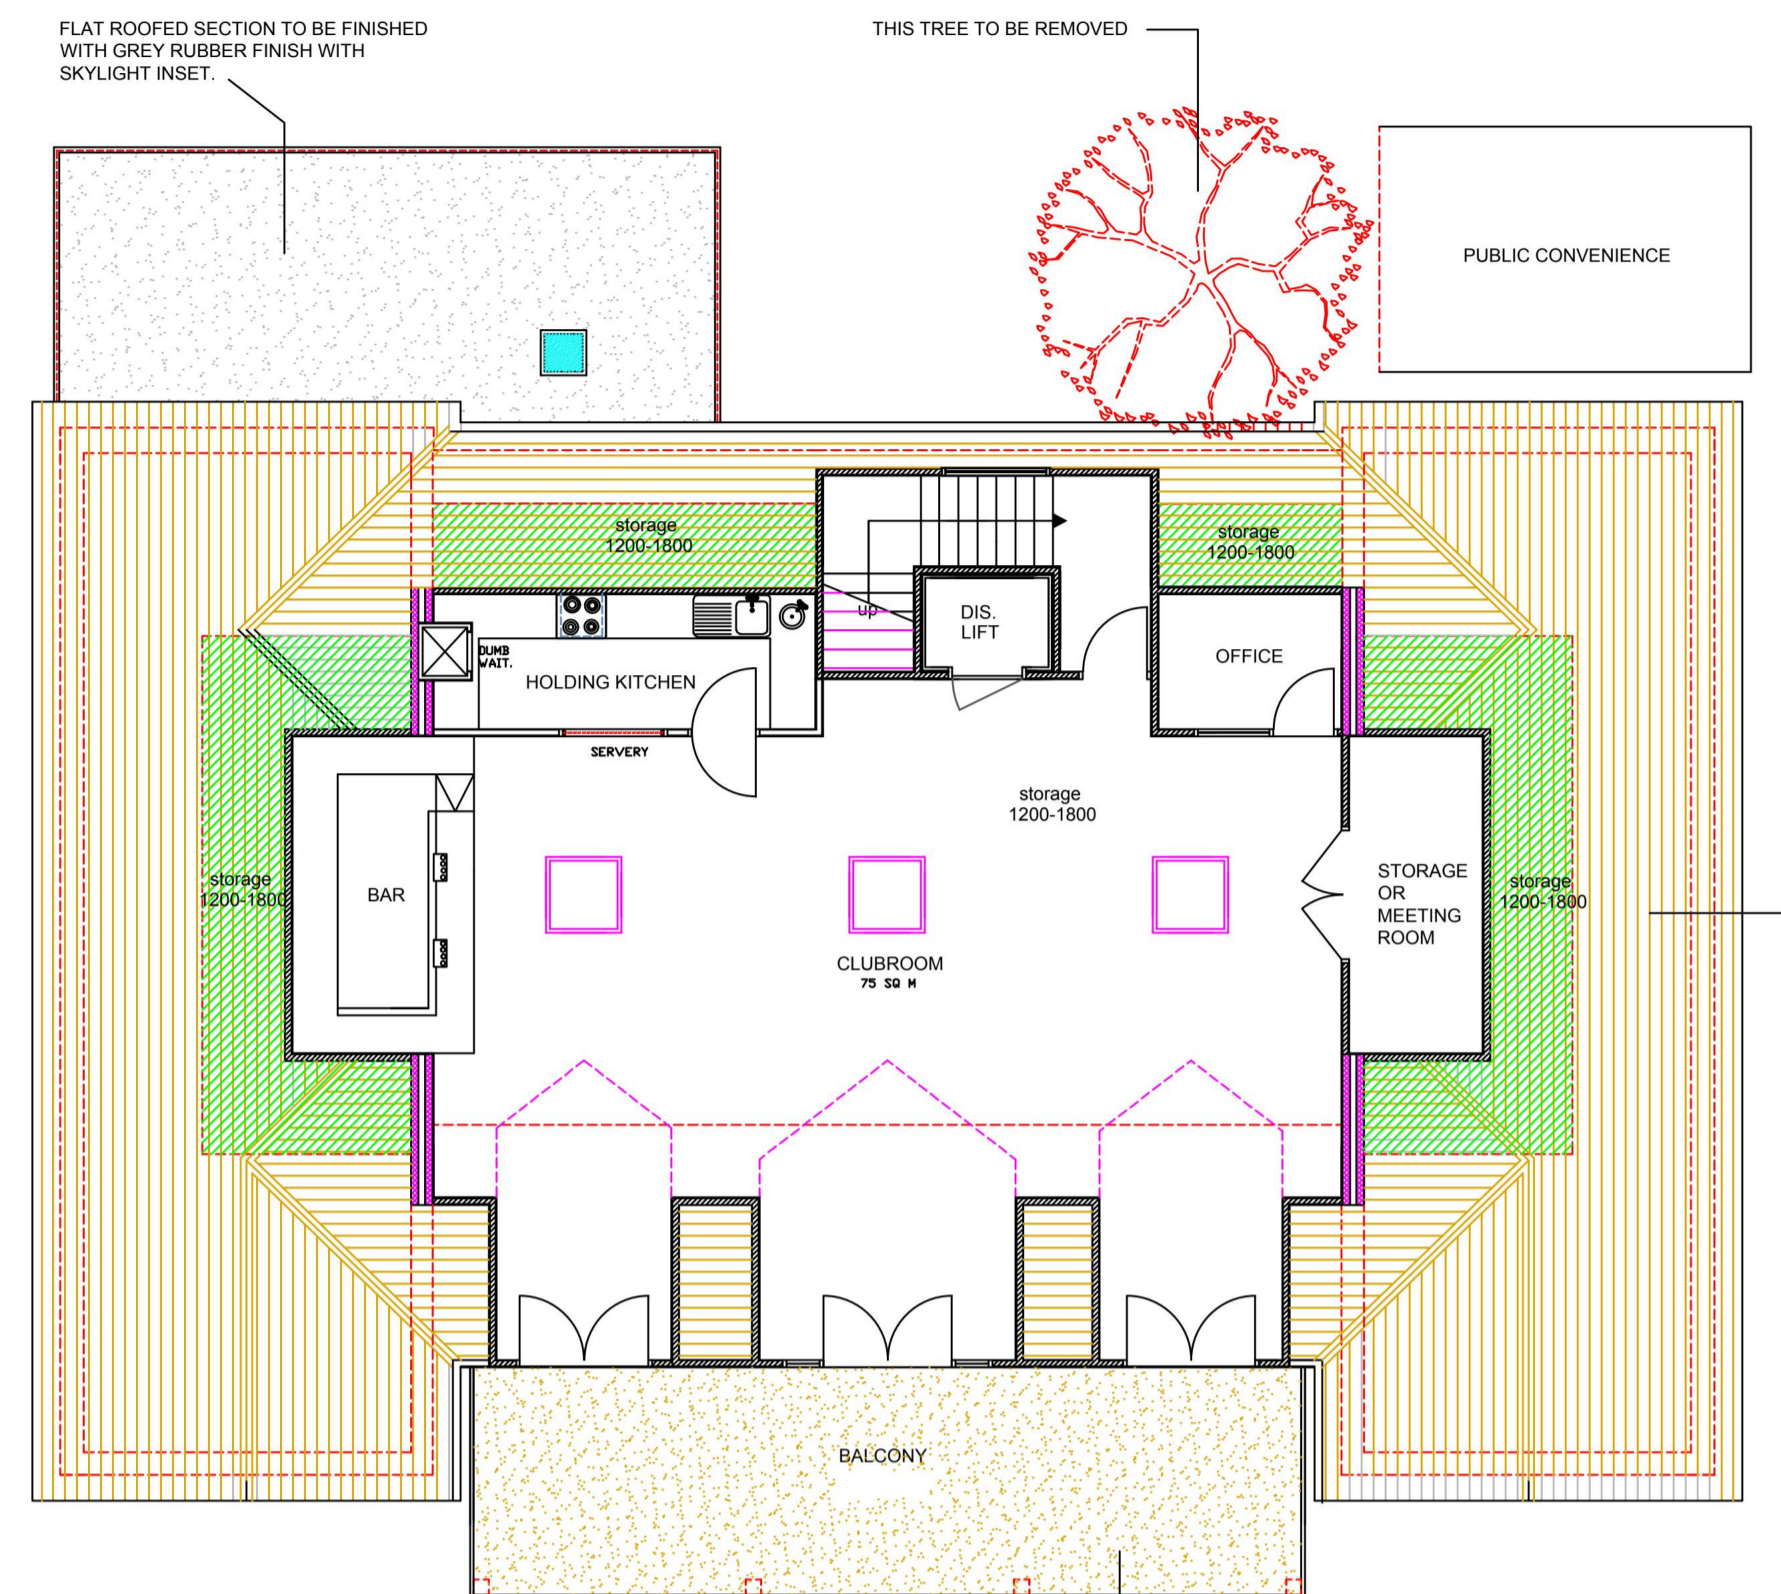 FLAT ROOFED SECTION TO BE FINISHED
WITH GREY RUBBER FINISH WITH
SKYLIGHT INSET.
THIS TREE TO BE REMOVED
PUBLIC CONVENIENCE
storage
1200-1800
storage
1200-1800
up
DIS.
LIFT
DUMB
WAIT.
HOLDING KITCHEN
OFFICE
SERVERY
storage
1200-1800
storage
1200-1800
BAR
STORAGE
OR
MEETING
ROOM
storage
1200-1800
CLUBROOM
75 SQ M
BALCONY